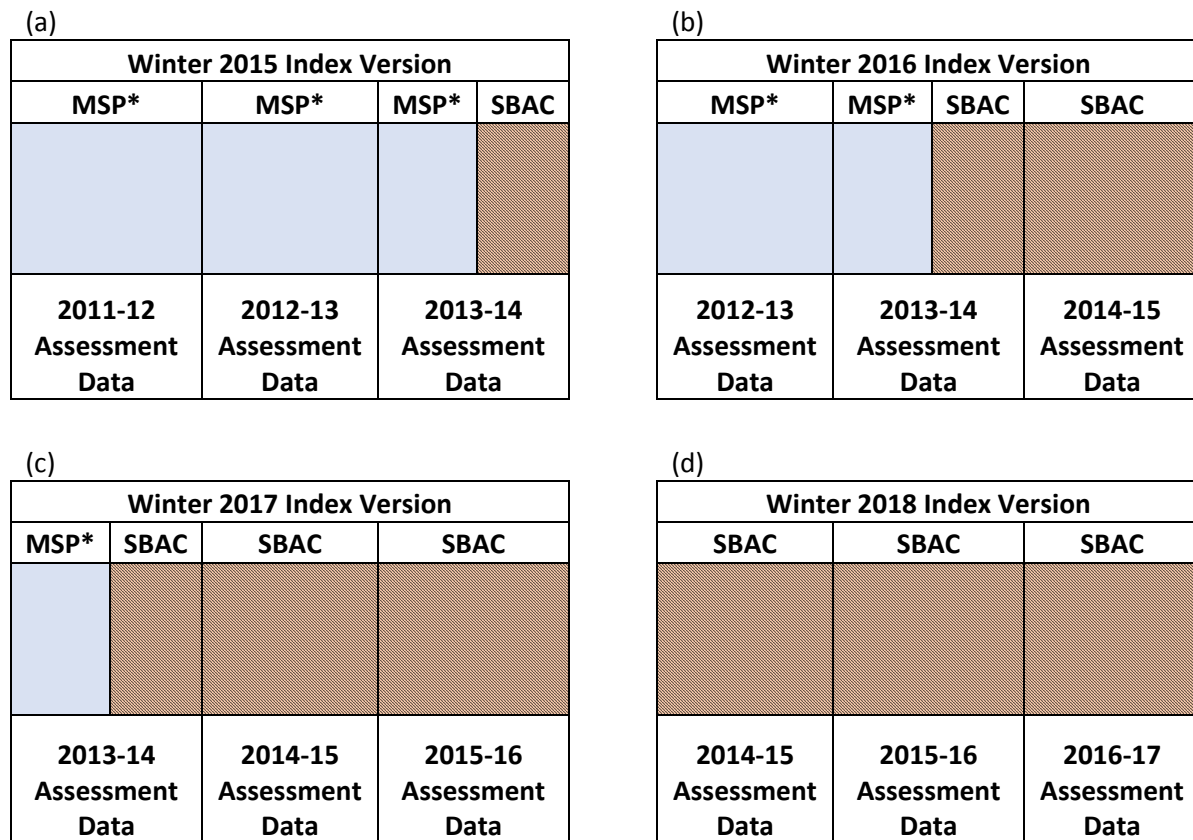 (a)
Winter 2015 Index Version
MSP* MSP* MSP* SBAC
2011-12 2012-13 2013-14
Assessment Assessment Assessment
Data Data Data
(b)
Winter 2016 Index Version
MSP* MSP* SBAC SBAC
2012-13 2013-14 2014-15
Assessment Assessment Assessment
Data Data Data
(c)
Winter 2017 Index Version
MSP* SBAC SBAC SBAC
2013-14 2014-15 2015-16
Assessment Assessment Assessment
Data Data Data
(d)
Winter 2018 Index Version
SBAC SBAC SBAC
2014-15 2015-16 2016-17
Assessment Assessment Assessment
Data Data Data